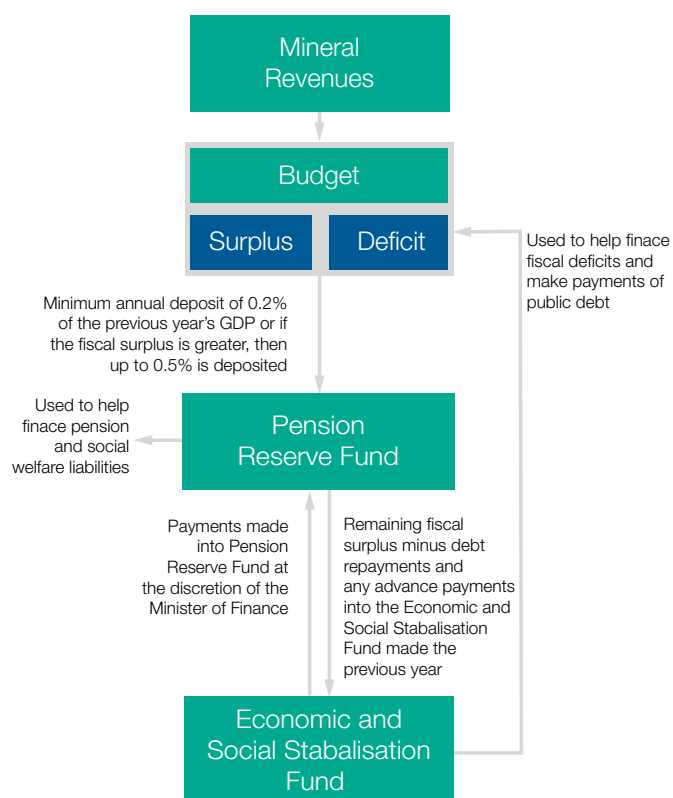 Mineral
Revenues
Budget
Surplus
Deficit
Used to help finace
fiscal deficits and
make payments of
public debt
Minimum annual deposit of 0.2%
of the previous year’s GDP or if
the fiscal surplus is greater, then
up to 0.5% is deposited
Pension
Reserve Fund
Used to help
finace pension
and social
welfare liabilities
Payments made
into Pension
Reserve Fund at
the discretion of the
Minister of Finance
Remaining fiscal
surplus minus debt
repayments and
any advance payments
into the Economic and
Social Stabalisation
Fund made the
previous year
Economic and
Social Stabalisation
Fund